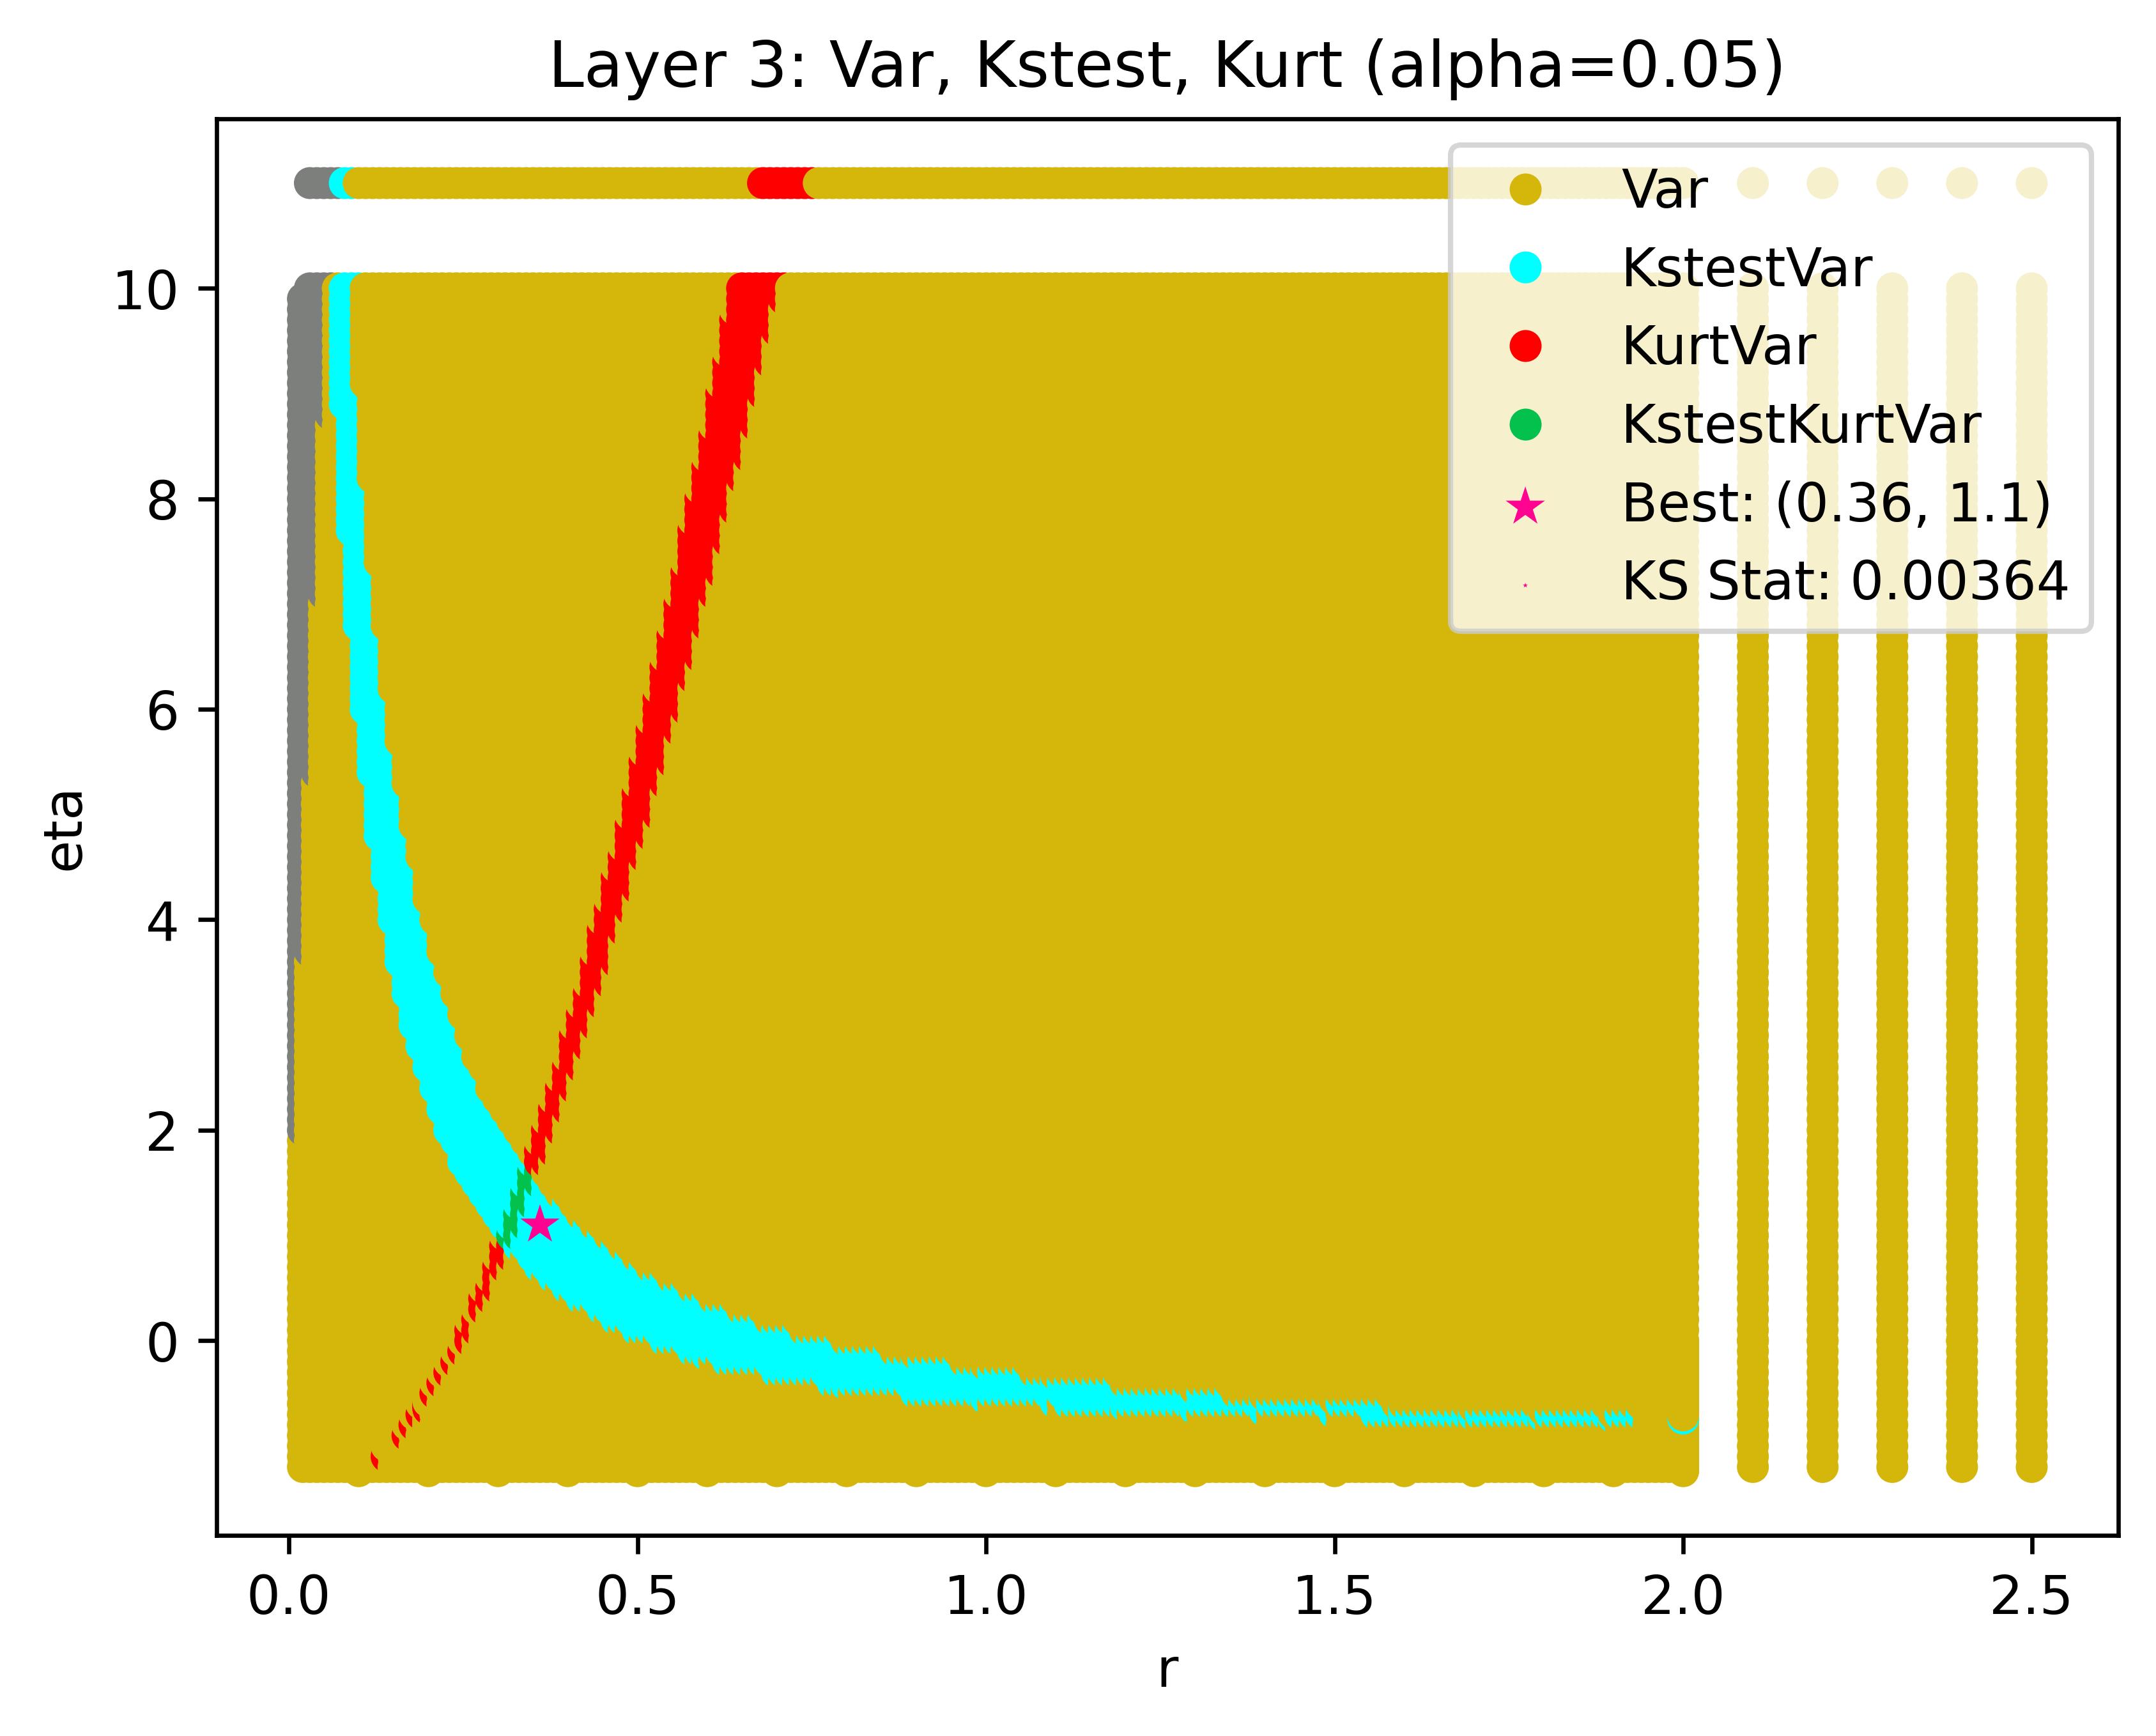 Layer 3: Var, Kstest, Kurt (alpha=0.05)
Var
KstestVar
KurtVar
KstestKurtVar
Best: (0.36, 1.1)
KS Stat: 0.00364
10
8
6
4
2
0
eta
0.0 0.5 1.0 1.5 2.0 2.5
r